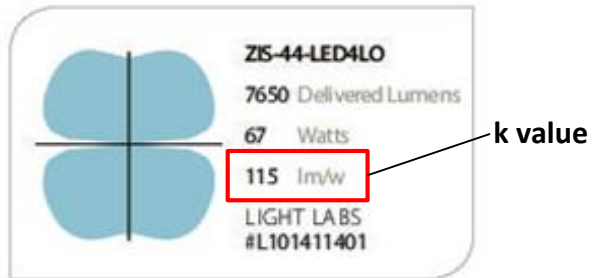 ZIS-44-LED4LO
7650 Delivered Lumens
67 Watts
115 lm/w
k value
LIGHT LABS
#L101411401